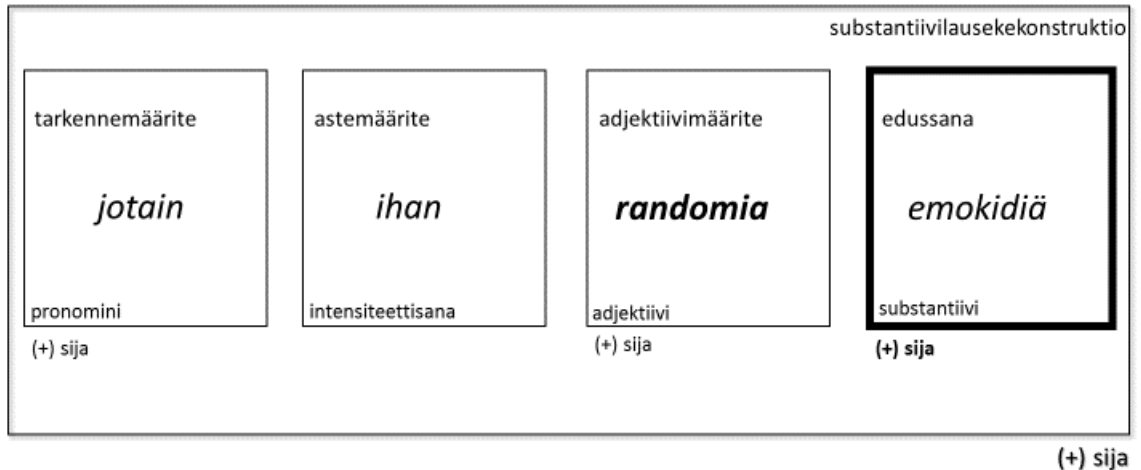 substantiivilausekekonstruktio
tarkennemäärite
jotain
pronomini
(+) sija
astemäärite
ihan
intensiteettisana
adjektiivimäärite
randomia
adjektiivi
(+) sija
edussana
emokidiä
substantiivi
(+) sija
(+) sija